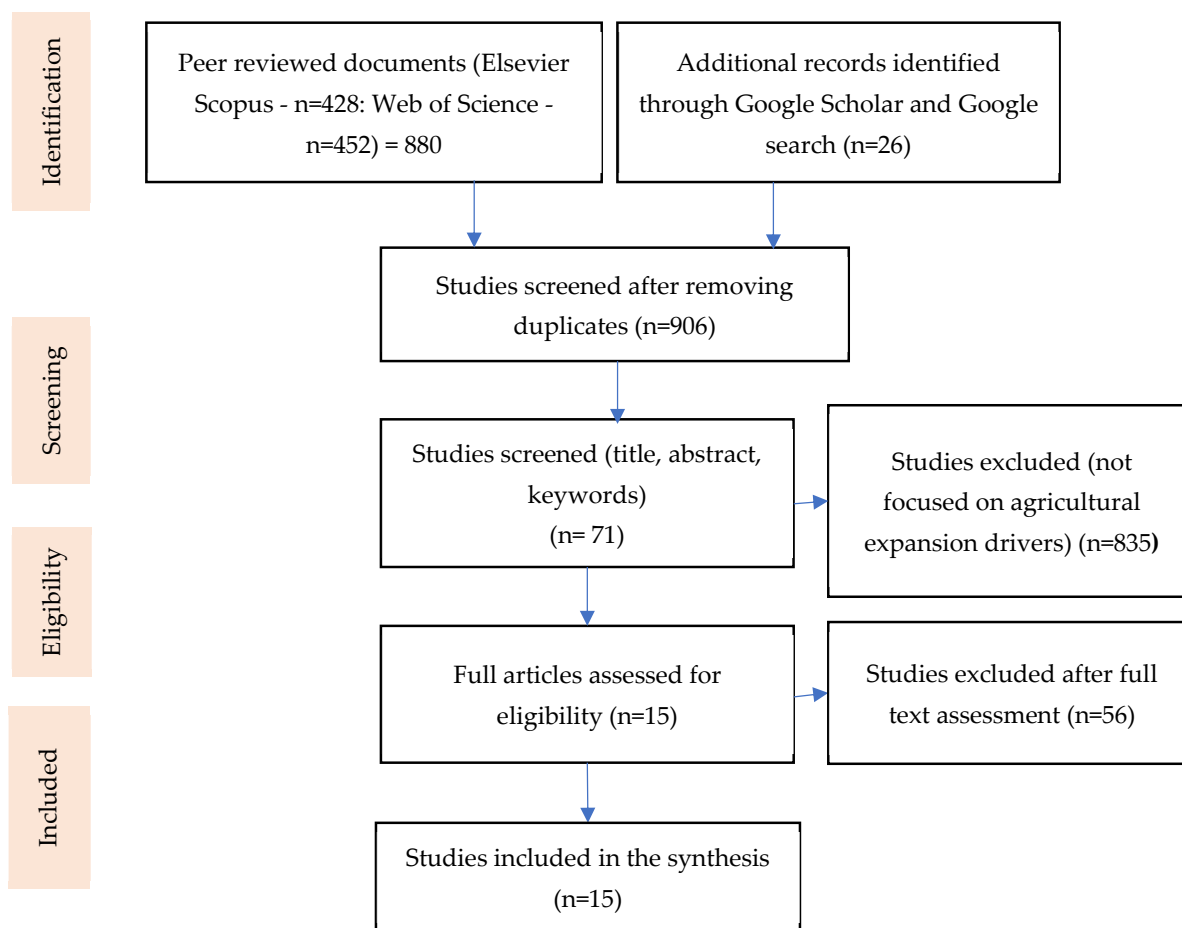 Identification
Peer reviewed documents (Elsevier
Scopus - n=428: Web of Science -
n=452) = 880
Additional records identified
through Google Scholar and Google
search (n=26)
Studies screened after removing
duplicates (n=906)
Screening
Studies screened (title, abstract,
keywords)
(n= 71)
Studies excluded (not
focused on agricultural
expansion drivers) (n=835)
Eligibility
Full articles assessed for
eligibility (n=15)
Studies excluded after full
text assessment (n=56)
Included
Studies included in the synthesis
(n=15)